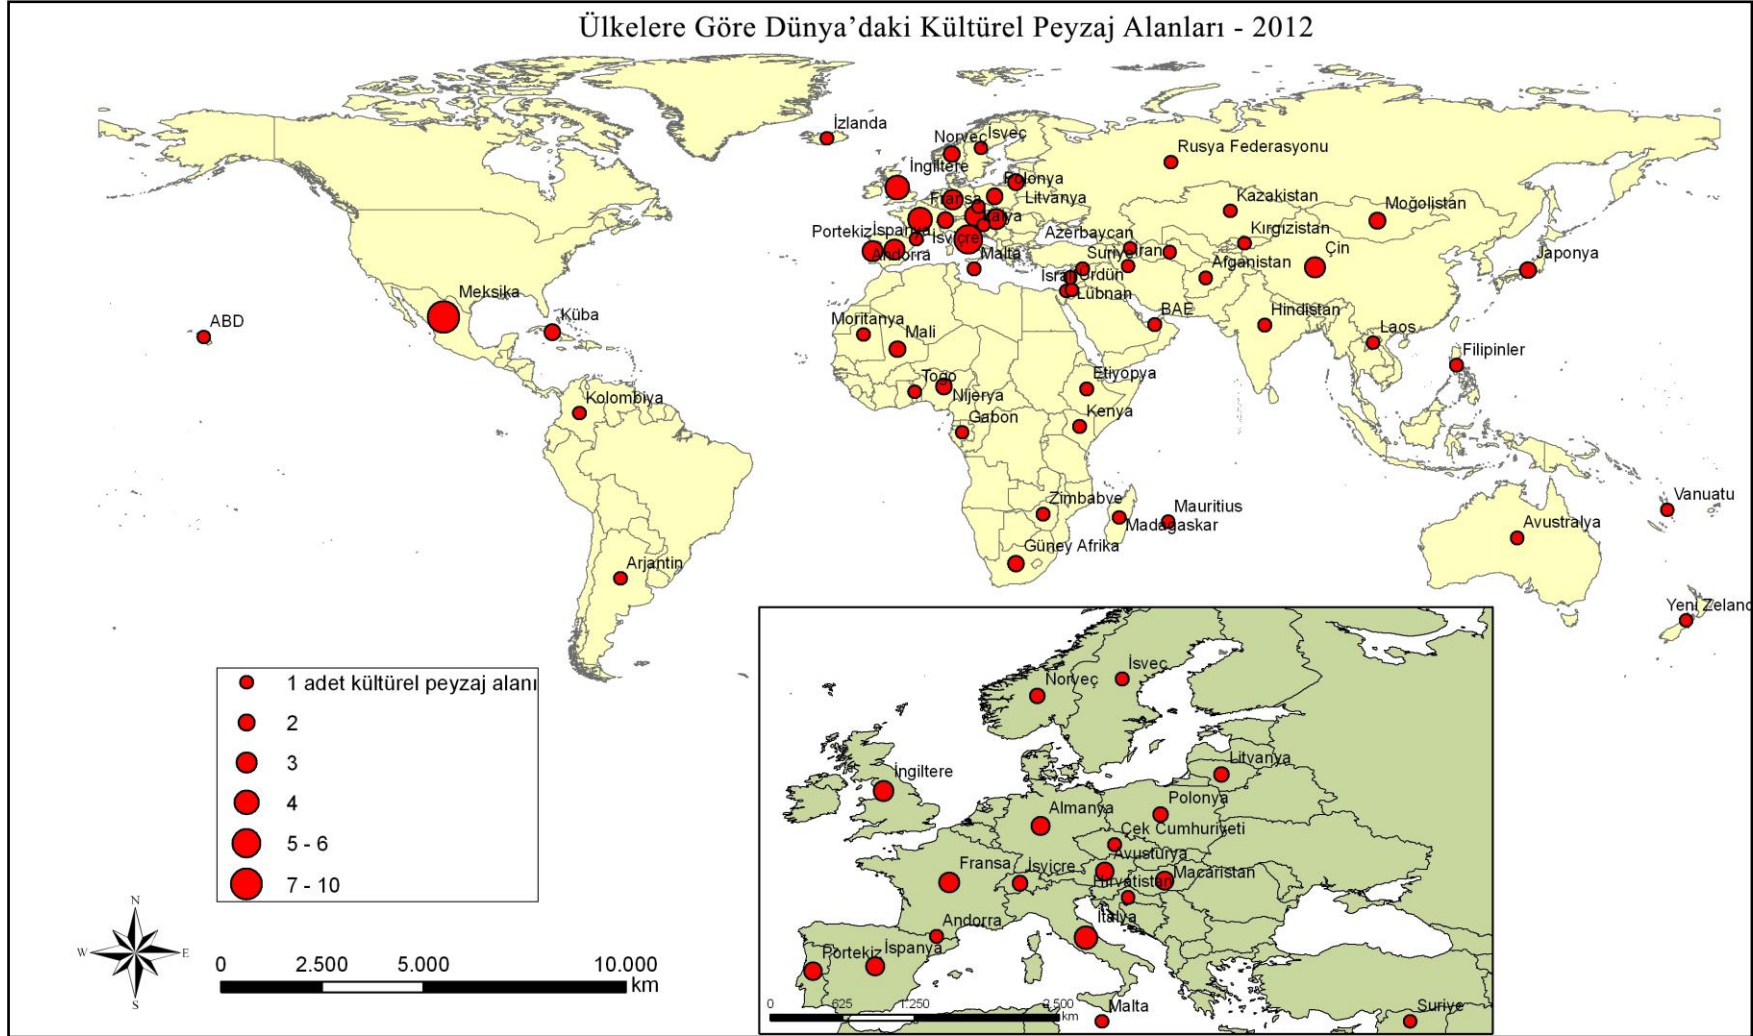 Ülkelere Göre Dünya’daki Kültürel Peyzaj Alanları - 2012
İzlanda
Norveç
İsveç
Rusya Federasyonu
İngiltere
Polonya
Fransa
Litvanya
Kazakistan
Moğolistan
İtalya
Portekiz
İspanya
İsviçre
Azerbaycan
Kırgızistan
Andorra
Malta
Suriye
İran
Çin
Japonya
İsrail
Ürdün
Afganistan
Lübnan
Meksika
ABD
Küba
Moritanya
Mali
BAE
Hindistan
Laos
Filipinler
Togo
Nijerya
Etiyopya
Kolombiya
Gabon
Kenya
Zimbabve
Madagaskar
Mauritius
Vanuatu
Avustralya
Güney Afrika
Arjantin
Yeni Zeland
1 adet kültürel peyzaj alanı
2
3
4
5 - 6
7 - 10
N
W
E
S
0
2.500
5.000
10.000
km
İsveç
Norveç
Litvanya
İngiltere
Almanya
Polonya
Çek Cumhuriyeti
Avusturya
Fransa
İsviçre
Macaristan
Hırvatistan
Andorra
İtalya
Portekiz
İspanya
Malta
Suriye
0
625
1.250
2.500
km